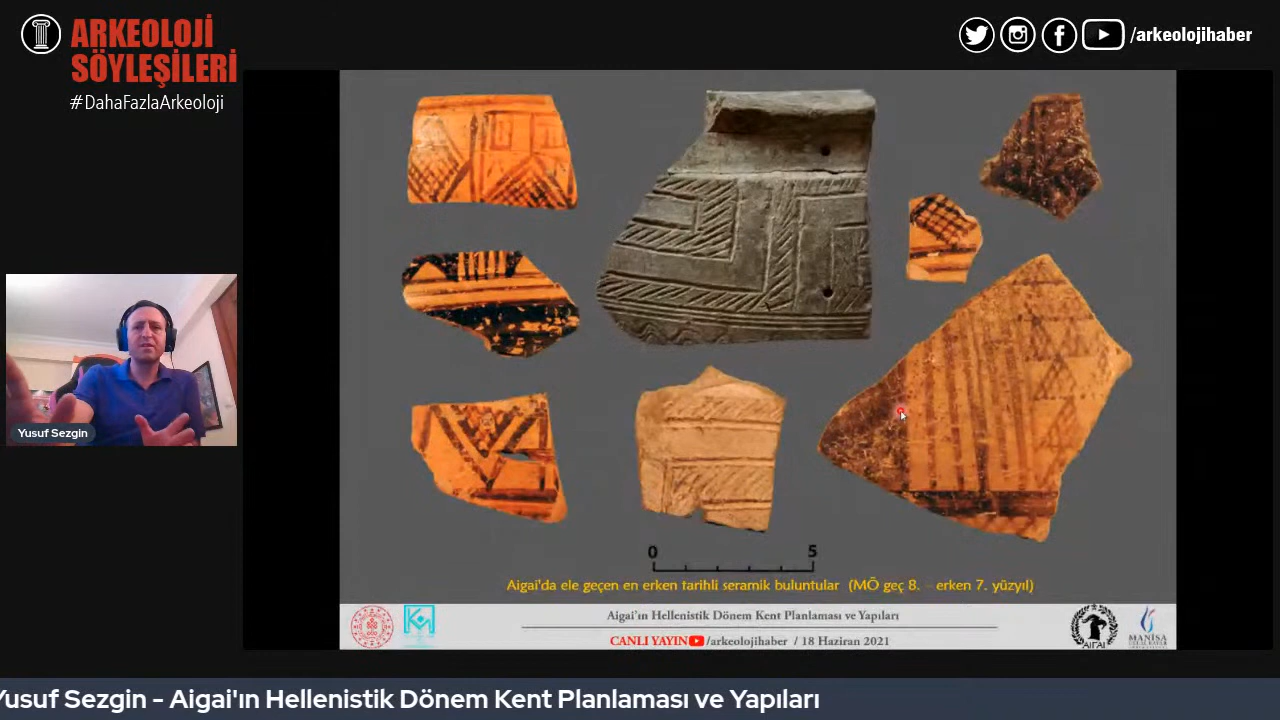 ARKEOLOJİ
SÖYLEŞİLERİ
#DahaFazlaArkeoloji
/arkeolojihaber
Yusuf Sezgin
0 5
Aigai'da ele geçen en erken tarihli seramik buluntular (MÖ geç 8. – erken 7. yüzyıl)
Aigai'ın Hellenistik Dönem Kent Planlaması ve Yapıları
CANLI YAYIN /arkeolojihaber / 18 Haziran 2021
AIGAI
MANİSA
Yusuf Sezgin - Aigai'ın Hellenistik Dönem Kent Planlaması ve Yapıları